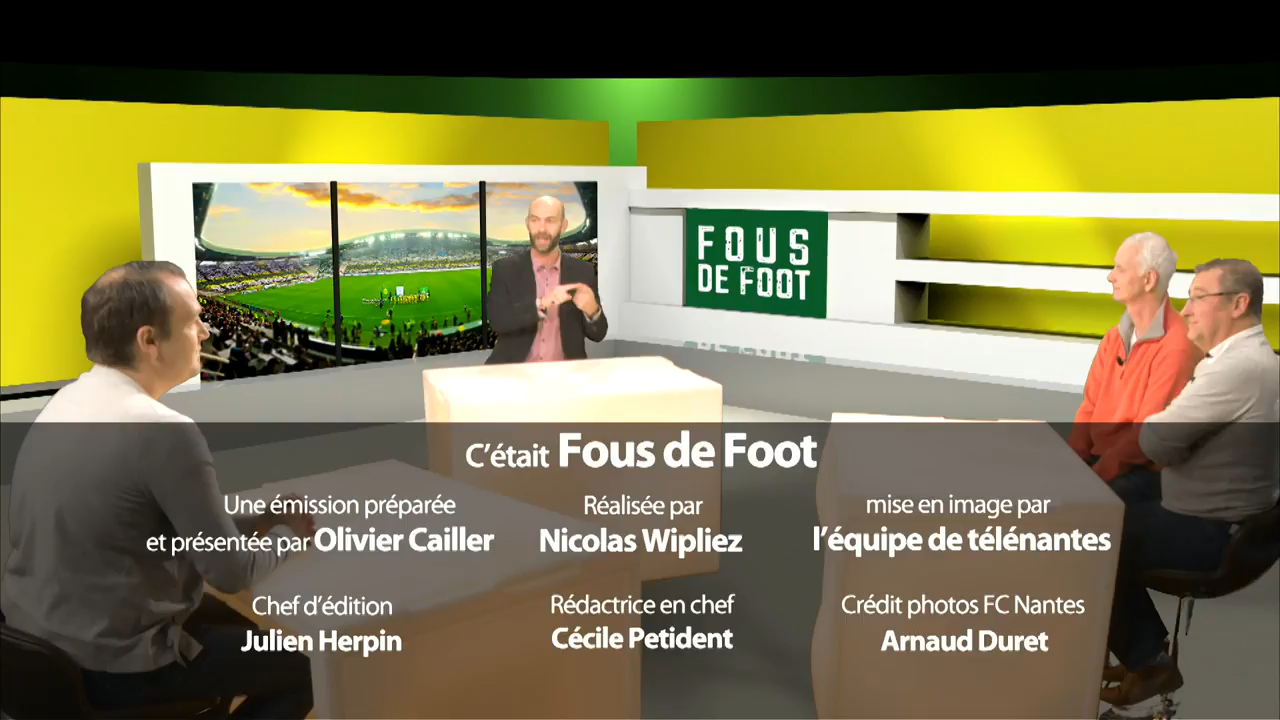 FOUS
DE FOOT
C'était Fous de Foot
Une émission préparée
et présentée par Olivier Cailler
Réalisée par
Nicolas Wipliez
mise en image par
l'équipe de télénantes
Chef d'édition
Julien Herpin
Rédactrice en chef
Cécile Petident
Crédit photos FC Nantes
Arnaud Duret